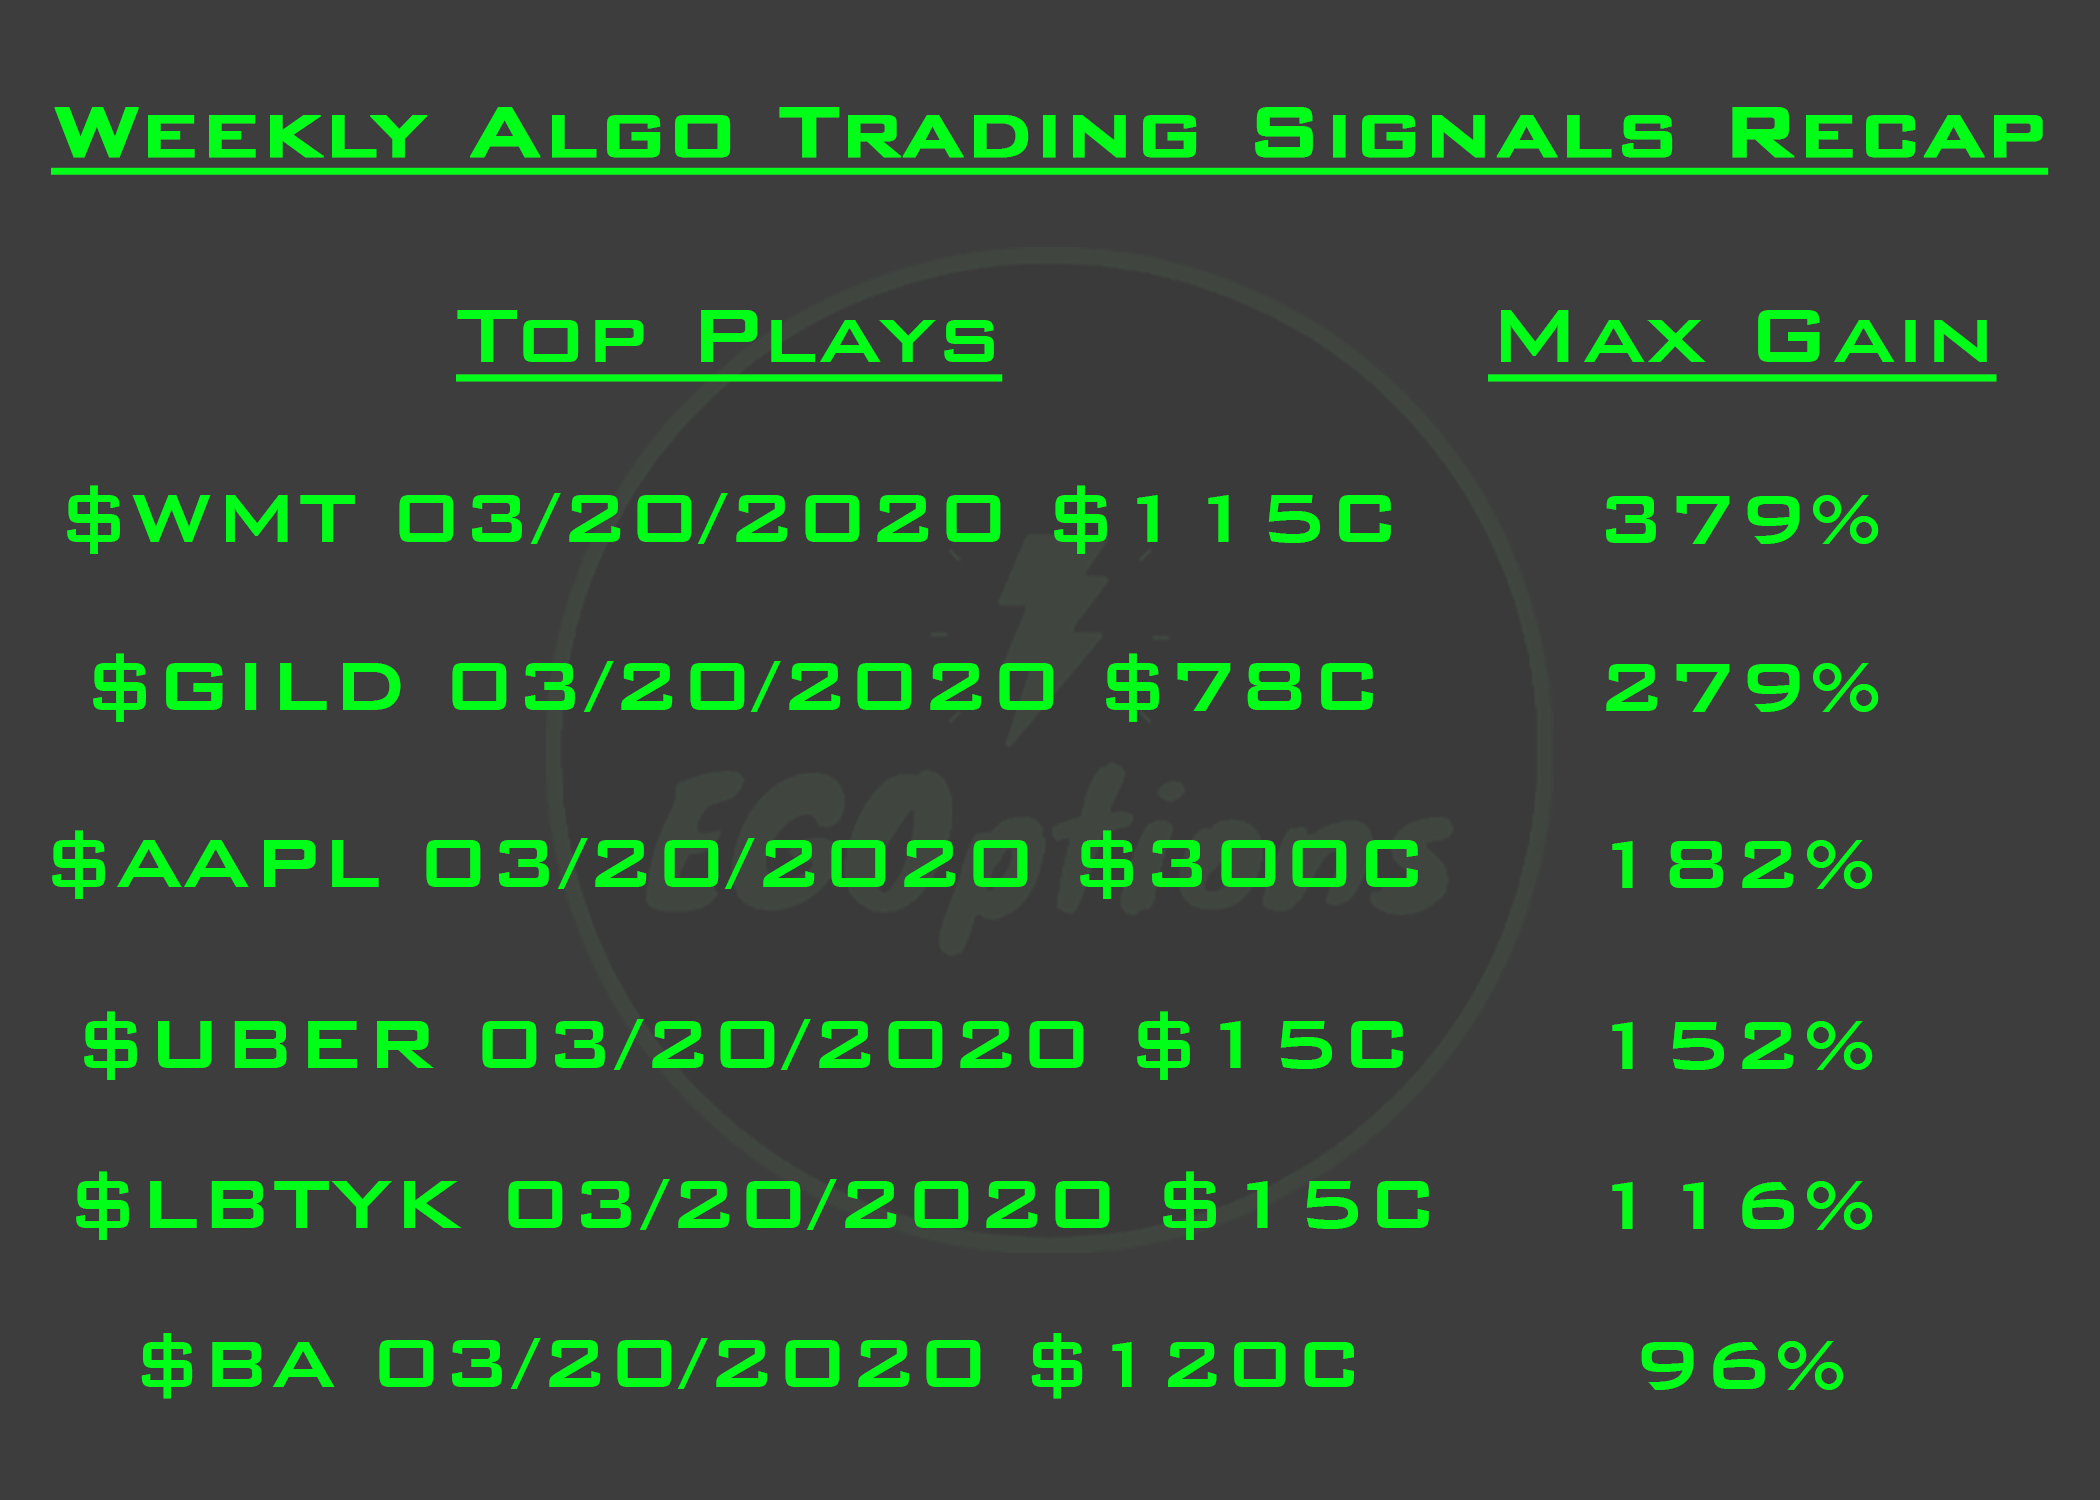 Weekly Algo Trading Signals Recap
Top Plays Max Gain
$WMT 03/20/2020 $115C 379%
$GILD 03/20/2020 $78C 279%
ECOptions
$AAPL 03/20/2020 $300C 182%
$UBER 03/20/2020 $15C 152%
$LBTYK 03/20/2020 $15C 116%
$BA 03/20/2020 $120C 96%